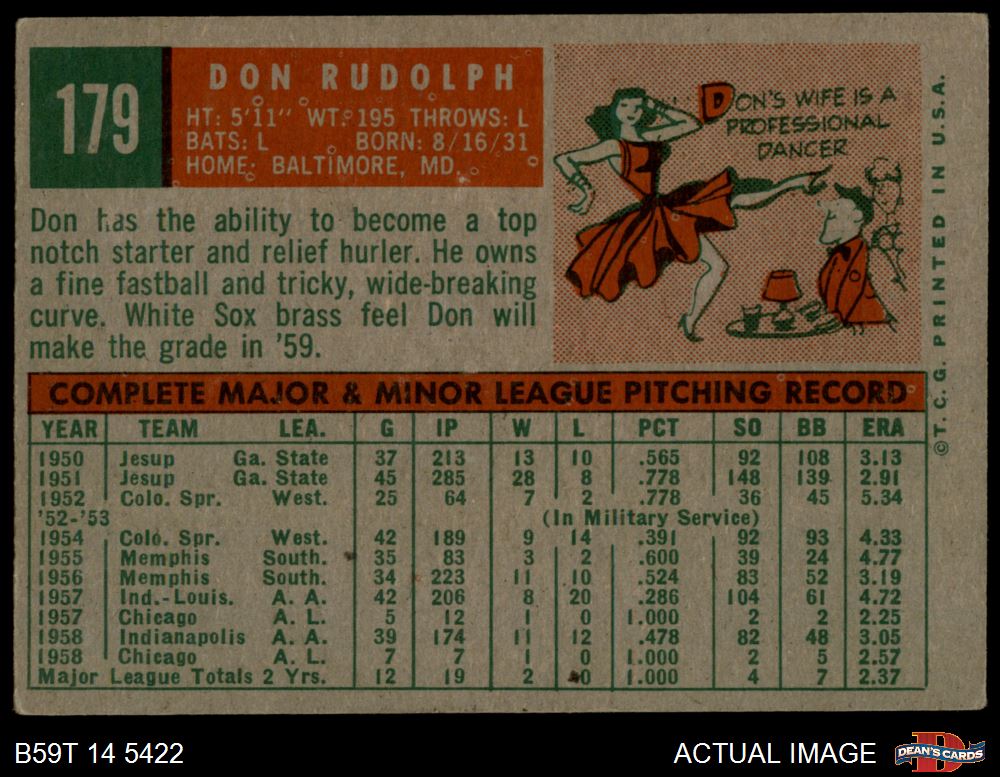 179
DON RUDOLPH
HT: 5'11" WT: 195 THROWS: L
BATS: L BORN: 8/16/31
HOME: BALTIMORE, MD.
DON'S WIFE IS A
PROFESSIONAL
DANCER
Don has the ability to become a top
notch starter and relief hurler. He owns
a fine fastball and tricky, wide-breaking
curve. White Sox brass feel Don will
make the grade in '59.
COMPLETE MAJOR & MINOR LEAGUE PITCHING RECORD
YEAR TEAM LEA. G IP W L PCT SO BB ERA
1950 Jesup Ga. State 37 213 13 10 .565 92 108 3.13
1951 Jesup Ga. State 45 285 28 8 .778 148 139 2.91
1952 Colo. Spr. West. 25 64 7 2 .778 36 45 5.34
'52-'53 (In Military Service)
1954 Colo. Spr. West. 42 189 9 14 .391 92 93 4.33
1955 Memphis South. 35 83 3 2 .600 39 24 4.77
1956 Memphis South. 34 223 11 10 .524 83 52 3.19
1957 Ind.-Louis. A. A. 42 206 8 20 .286 104 61 4.72
1957 Chicago A. L. 5 12 1 0 1.000 2 2 2.25
1958 Indianapolis A. A. 39 174 11 12 .478 82 48 3.05
1958 Chicago A. L. 7 7 1 0 1.000 2 5 2.57
Major League Totals 2 Yrs. 12 19 2 0 1.000 4 7 2.37
©T.C.G. PRINTED IN U.S.A.
B59T 14 5422
ACTUAL IMAGE
DEAN'S CARDS